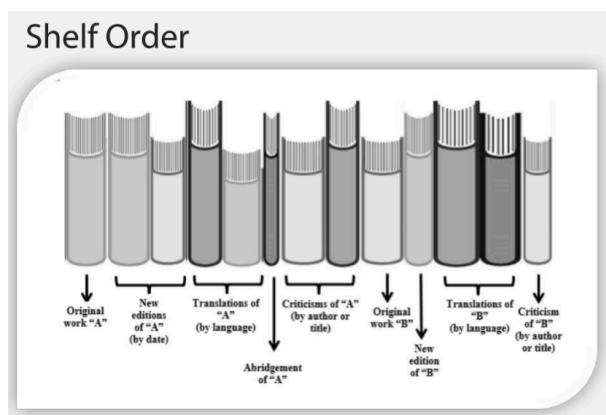 Shelf Order
Original
work “A”
New
editions
of “A”
(by date)
Translations of
“A”
(by language)
Abridgement
of “A”
Criticisms of “A”
(by author or
title)
Original
work “B”
New
edition
of “B”
Translations of
“B”
(by language)
Criticism
of “B”
(by author
or title)